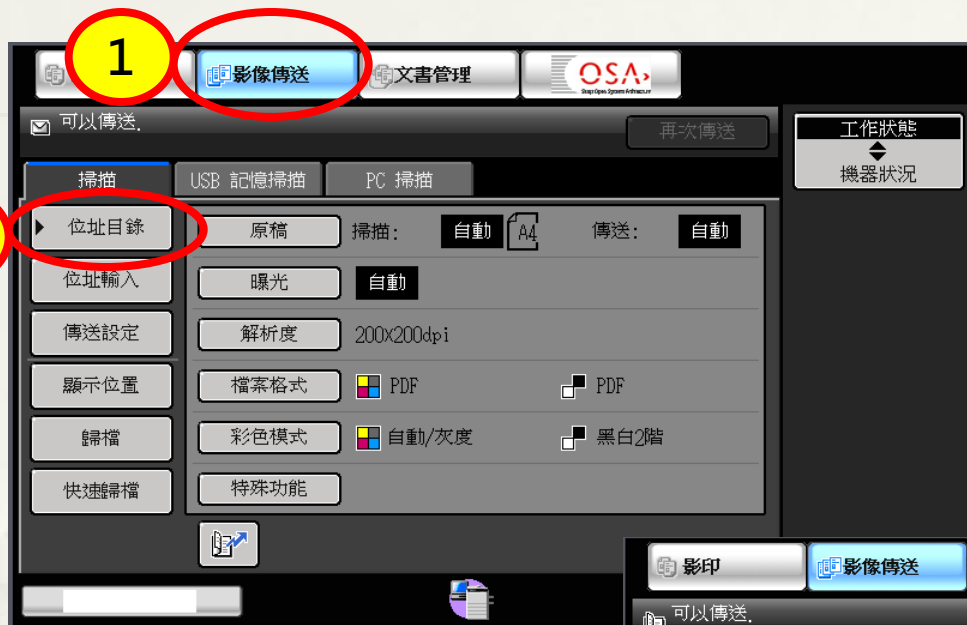 1
影像傳送
文書管理
OSA
Sharp Open Systems Architecture
可以傳送.
再次傳送
工作狀態
機器狀況
掃描
USB 記憶掃描
PC 掃描
位址目錄
原稿 掃描: 自動 A4 傳送: 自動
位址輸入
曝光 自動
傳送設定
解析度 200X200dpi
顯示位置
檔案格式 PDF PDF
歸檔
彩色模式 自動/灰度 黑白2階
快速歸檔
特殊功能
影印
影像傳送
可以傳送.